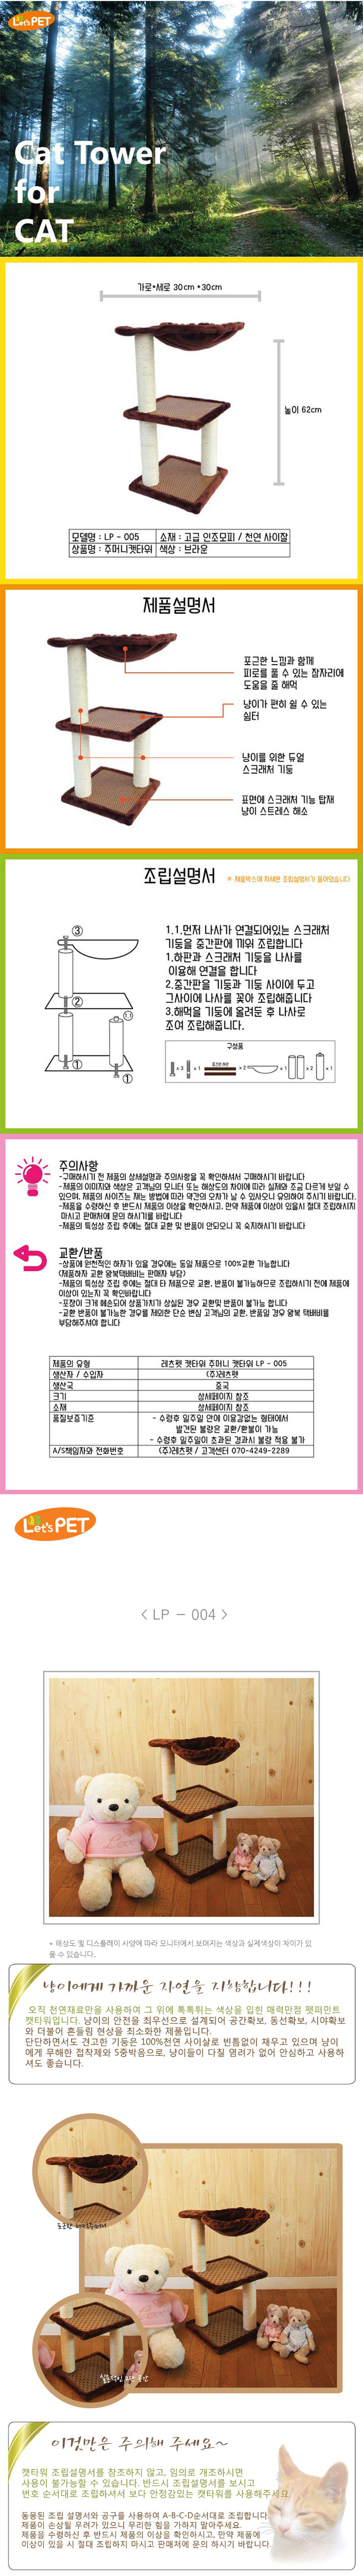 Let's PET
Cat Tower
for
CAT
가로*세로 30cm *30cm
높이 62cm
모델명 : LP - 005
소재 : 고급 인조모피 / 천연 사이잘
상품명 : 주머니캣타워
색상 : 브라운
제품설명서
포근한 느낌과 함께
피로를 풀 수 있는 잠자리에
도움을 줄 해먹
냥이가 편히 쉴 수 있는
쉼터
냥이를 위한 듀얼
스크래처 기둥
표면에 스크래처 기능 탑재
냥이 스트레스 해소
조립설명서
* 제품박스에 자세한 조립설명서가 들어있습니다
③
②
1.1
①
①
1.1.먼저 나사가 연결되어있는 스크래처
기둥을 중간판에 끼워 조립합니다
1.하판과 스크래처 기둥을 나사를
이용해 연결을 합니다
2.중간판을 기둥과 기둥 사이에 두고
그사이에 나사를 꽂아 조립해줍니다
3.해먹을 기둥에 올려둔 후 나사로
조여 조립해줍니다.
구성품
x 3
x 1
x 2
x 1
x 2
x 1
주의사항
-구매하시기 전 제품의 상세설명과 주의사항을 꼭 확인하셔서 구매하시기 바랍니다
-제품의 이미지와 색상은 고객님의 모니터 또는 해상도의 차이에 따라 실제와 조금 다르게 보일 수
있으며, 제품의 사이즈는 재는 방법에 따라 약간의 오차가 날 수 있사오니 유의하여 주시기 바랍니다.
-제품을 수령하신 후 반드시 제품의 이상을 확인하시고, 만약 제품에 이상이 있을시 절대 조립하시지
마시고 판매처에 문의 하시기를 바랍니다
-제품의 특성상 조립 후에는 절대 교환 및 반품이 안되오니 꼭 숙지하시기 바랍니다
교환/반품
-상품에 완전적인 하자가 있을 경우에는 동일 제품으로 100%교환 가능합니다
(제품하자 교환 왕복택배비는 판매자 부담)
-제품의 특성상 조립 후에는 절대 타 제품으로 교환, 반품이 불가능하므로 조립하시기 전에 제품에
이상이 있는지 꼭 확인바랍니다
-포장이 크게 훼손되어 상품가치가 상실된 경우 교환및 반품이 불가능 합니다
-교환 반품이 불가능한 경우를 제외한 단순 변심 고객님의 교환, 반품일 경우 왕복 택배비를
부담해주셔야 합니다
제품의 유형
레츠펫 캣타워 주머니 캣타워 LP - 005
생산자 / 수입자
(주)레츠펫
생산국
중국
크기
상세페이지 참조
소재
상세페이지 참조
품질보증기준
- 수령후 일주일 안에 이용감없는 형태에서
발견된 불량은 교환/환불이 가능
- 수령후 일주일이 초과된 경과시 불량 적용 불가
A/S책임자와 전화번호
(주)레츠펫 / 고객센터 070-4249-2289
Let's PET
< LP - 004 >
* 해상도 및 디스플레이 사양에 따라 모니터에서 보여지는 색상과 실제색상이 차이가 있
을 수 있습니다.
냥이에게 가까운 자연을 지향합니다!!!
오직 천연재료만을 사용하여 그 위에 톡톡튀는 색상을 입힌 매력만점 펫퍼민트
캣타워입니다. 냥이의 안전을 최우선으로 설계되어 공간확보, 동선확보, 시야확보
와 더불어 흔들림 현상을 최소화한 제품입니다.
단단하면서도 견고한 기둥은 100%천연 사이살로 빈틈없이 채우고 있으며 냥이
에게 무해한 접착제와 5중박음으로, 냥이들이 다칠 염려가 없어 안심하고 사용하
셔도 좋습니다.
이것만은 주의해 주세요~
캣타워 조립설명서를 참조하지 않고, 임의로 개조하시면
사용이 불가능할 수 있습니다. 반드시 조립설명서를 보시고
번호 순서대로 조립하셔서 보다 안정감있는 캣타워를 사용해주세요.
동봉된 조립 설명서와 공구를 사용하여 A-B-C-D순서대로 조립합니다.
제품이 손상될 우려가 있으니 무리한 힘을 가하지 말아주세요.
제품을 수령하신 후 반드시 제품의 이상을 확인하시고, 만약 제품에
이상이 있을 시 절대 조립하지 마시고 판매처에 문의 하시기 바랍니다.